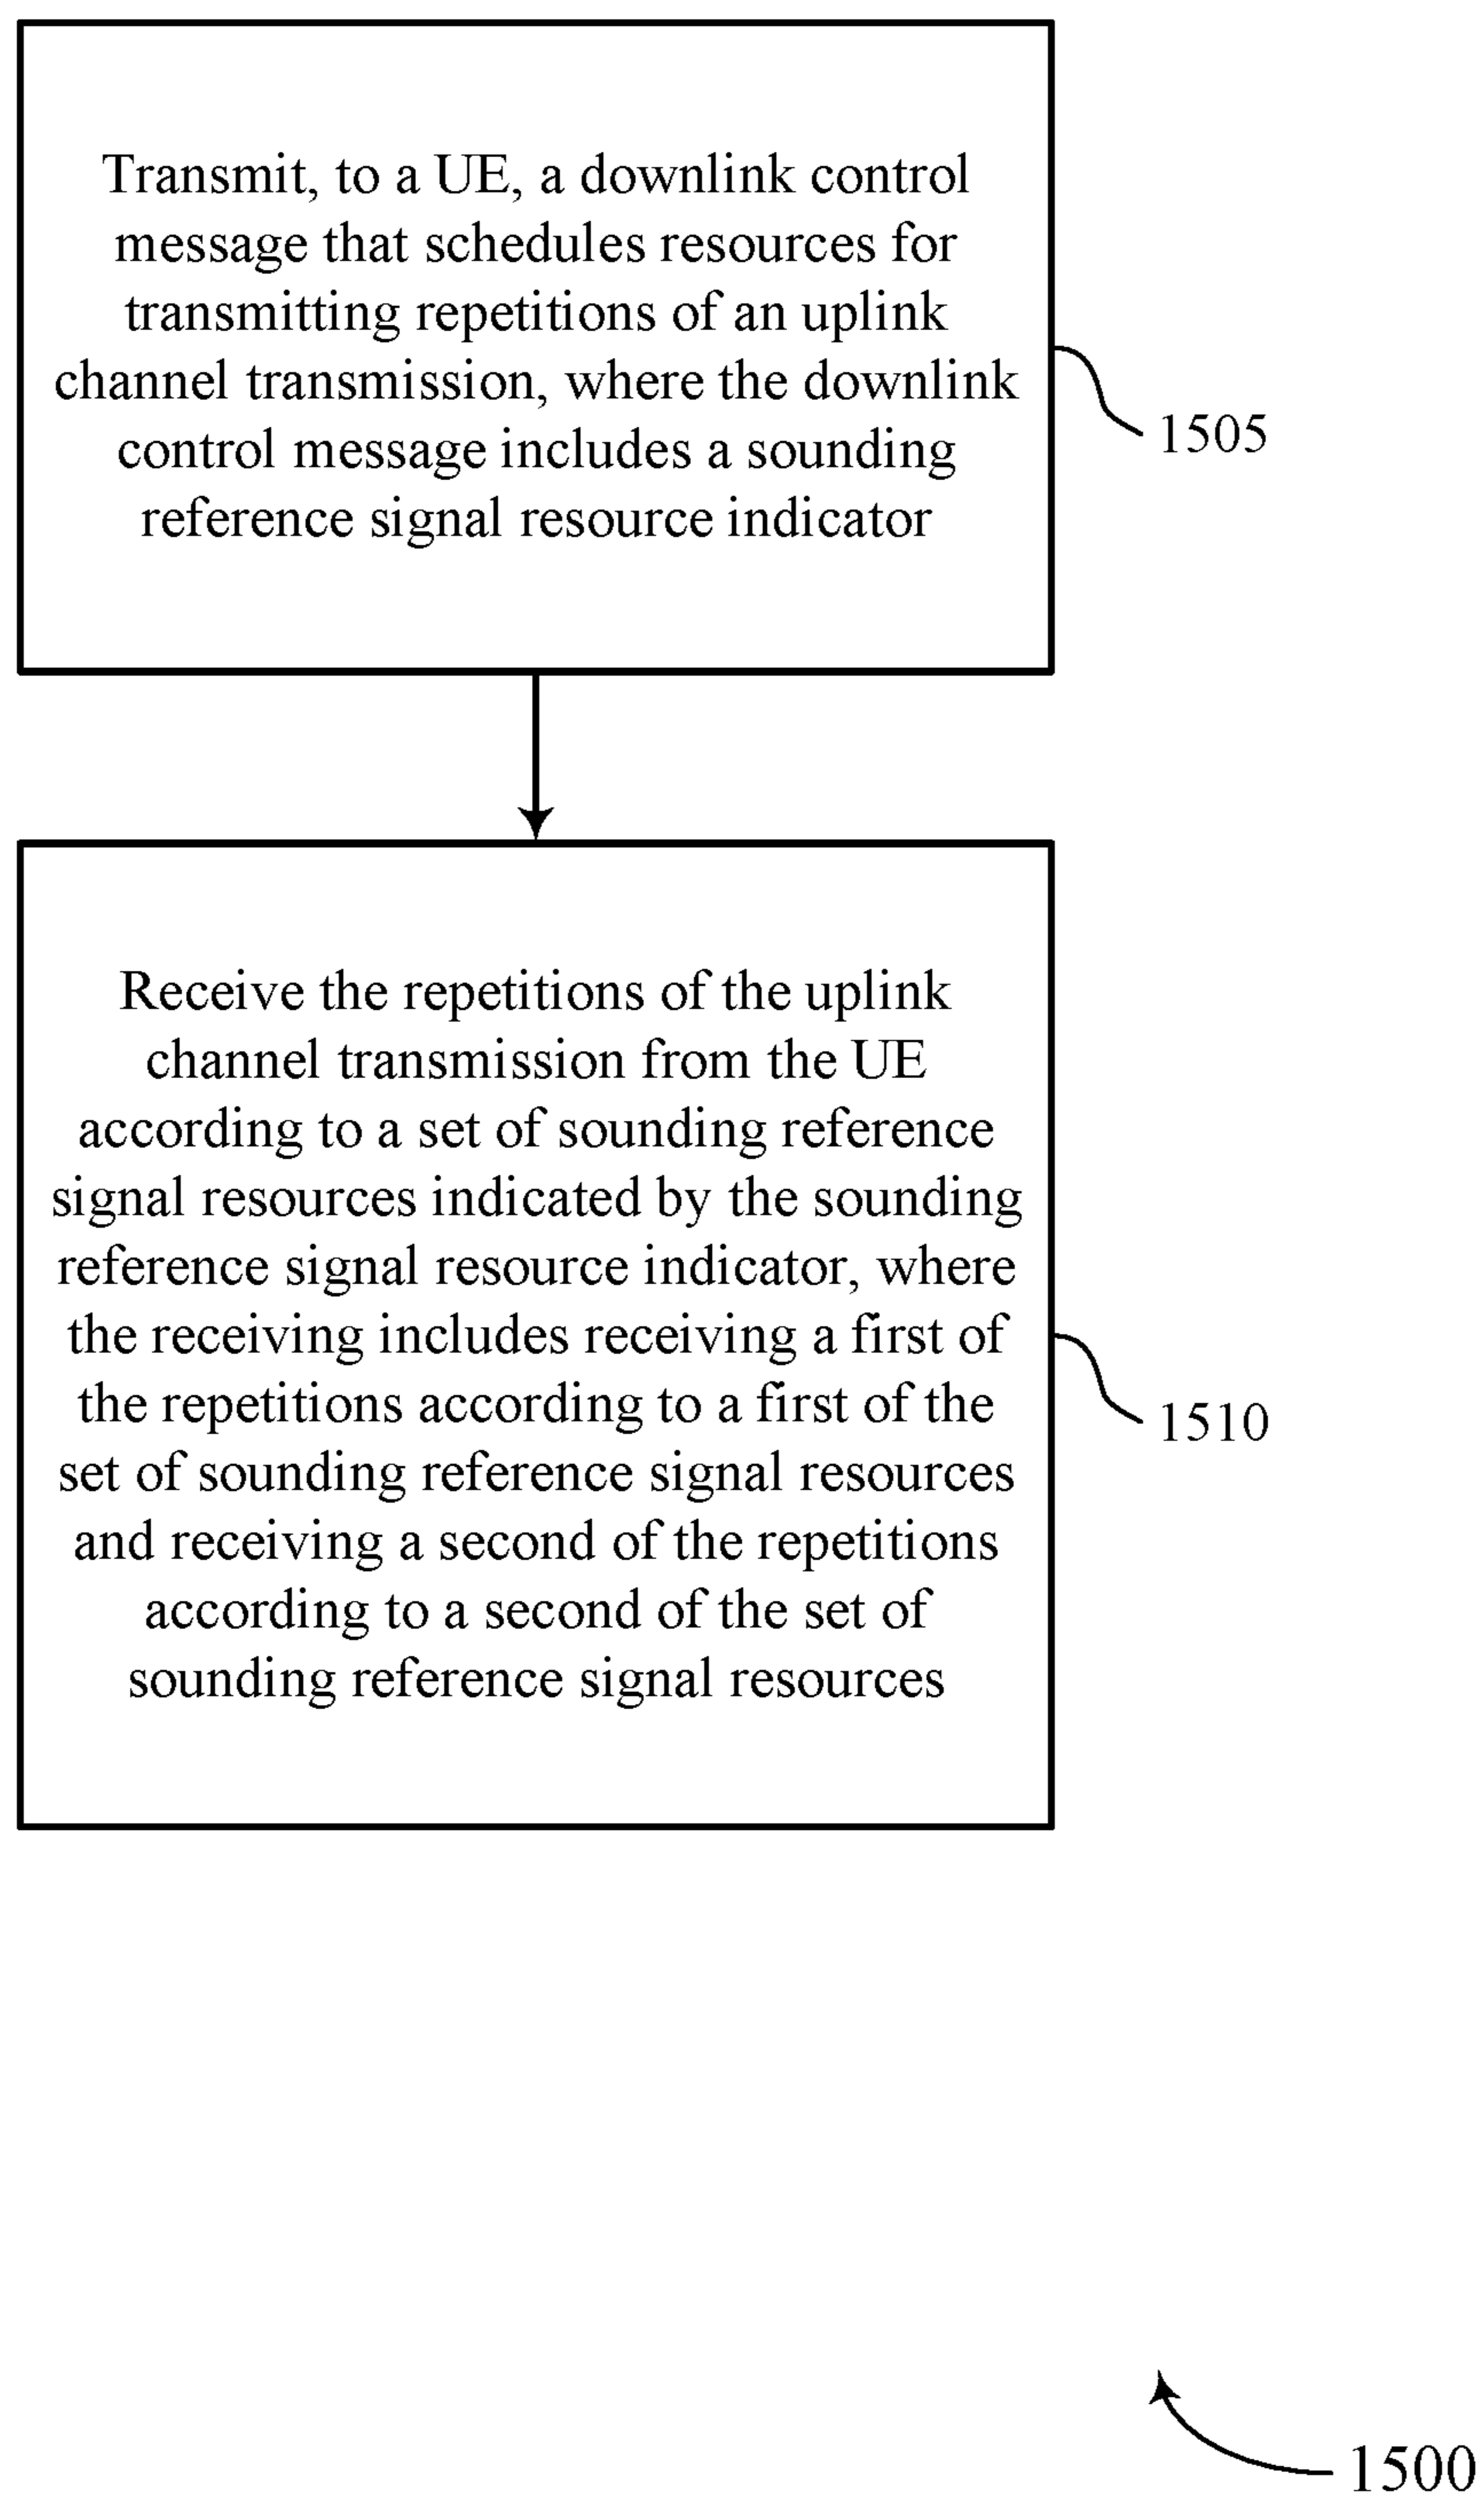 Transmit, to a UE, a downlink control
message that schedules resources for
transmitting repetitions of an uplink
channel transmission, where the downlink
control message includes a sounding
reference signal resource indicator
1505
Receive the repetitions of the uplink
channel transmission from the UE
according to a set of sounding reference
signal resources indicated by the sounding
reference signal resource indicator, where
the receiving includes receiving a first of
the repetitions according to a first of the
set of sounding reference signal resources
and receiving a second of the repetitions
according to a second of the set of
sounding reference signal resources
1510
1500